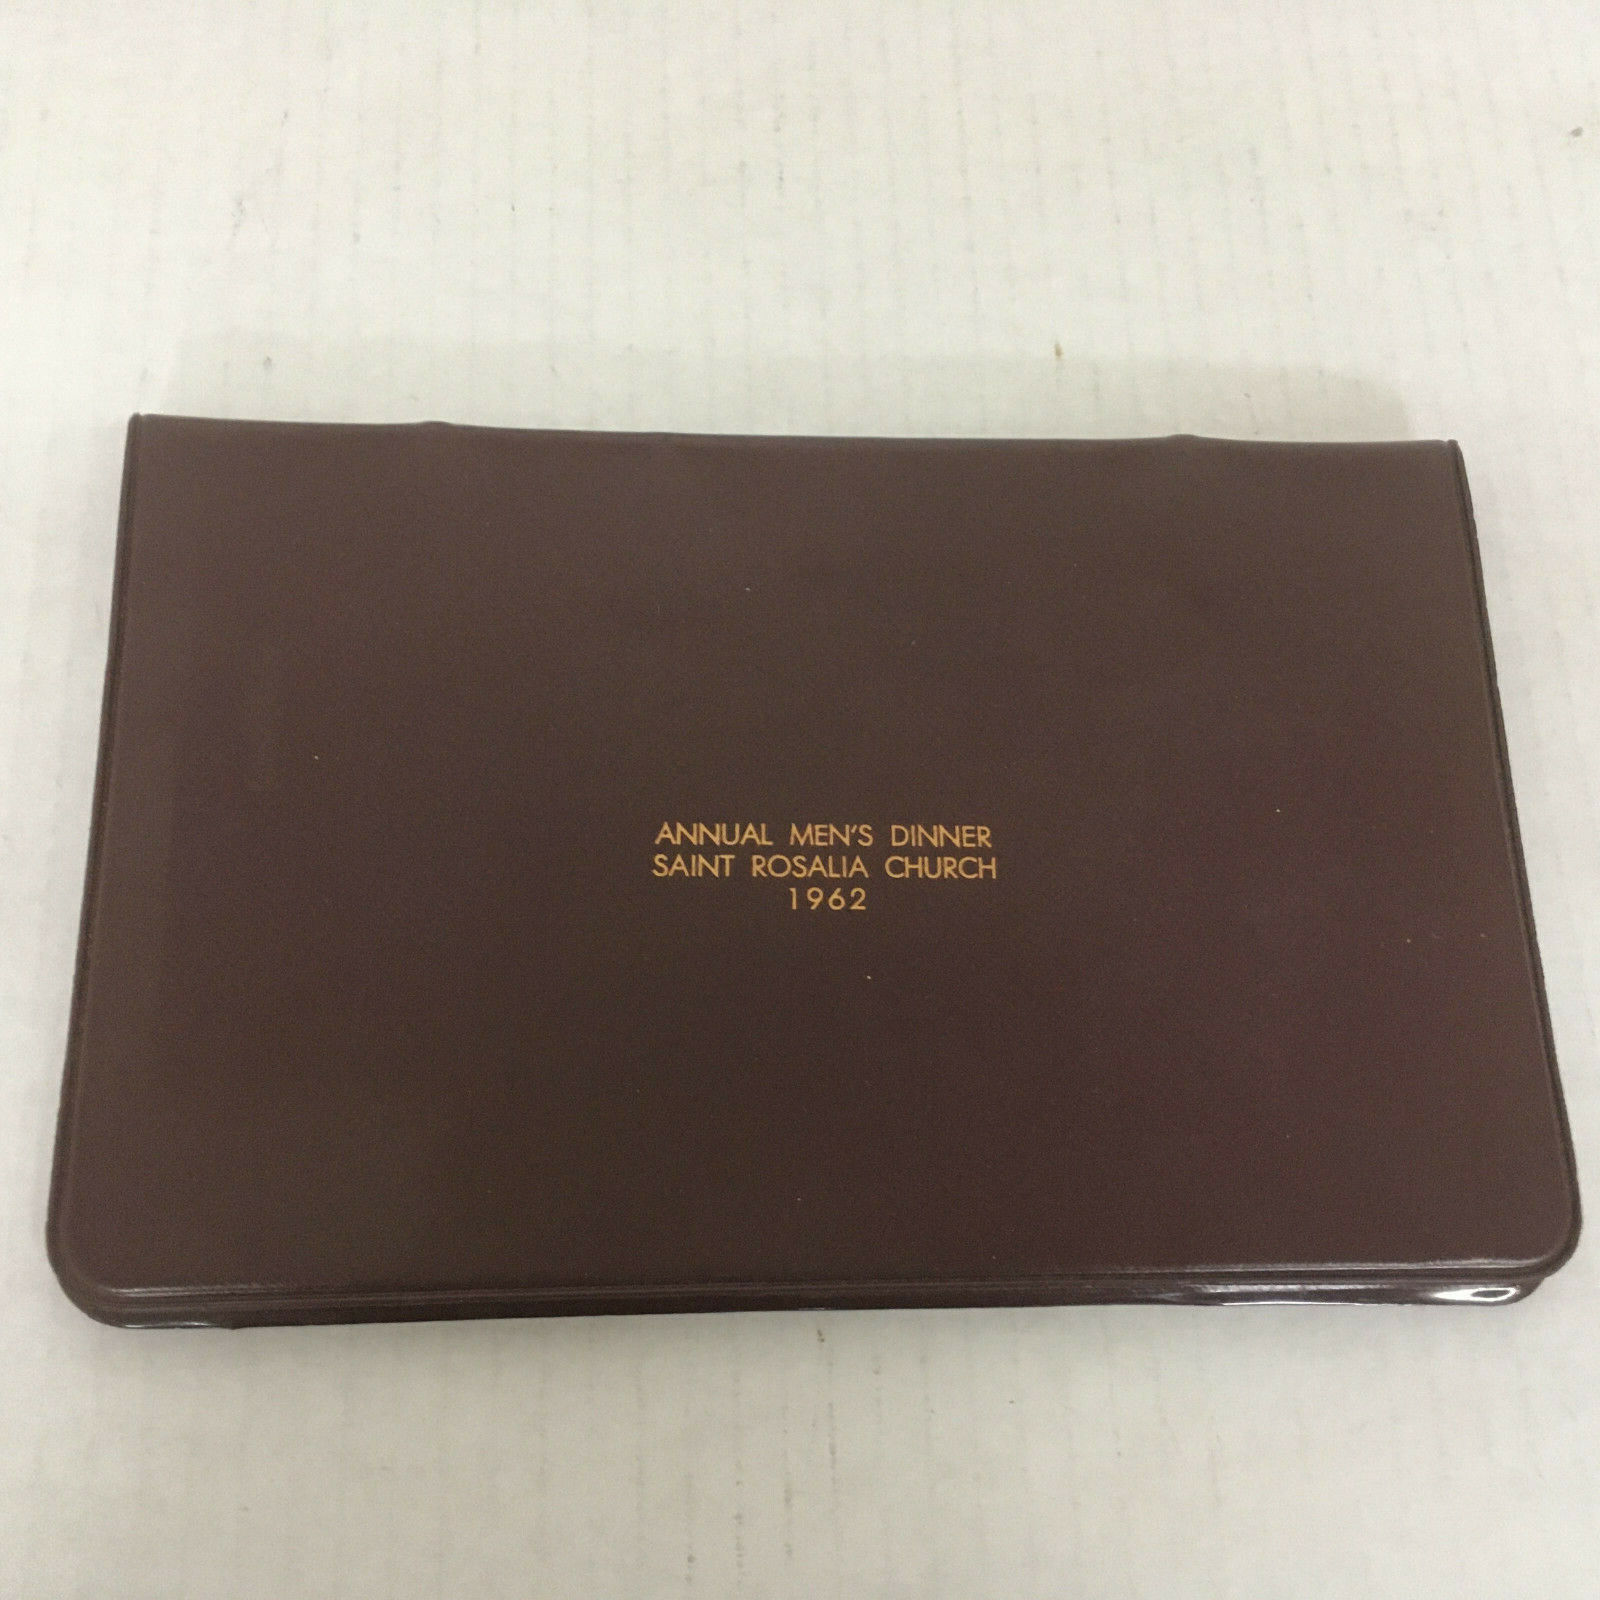 ANNUAL MEN'S DINNER
SAINT ROSALIA CHURCH
1962